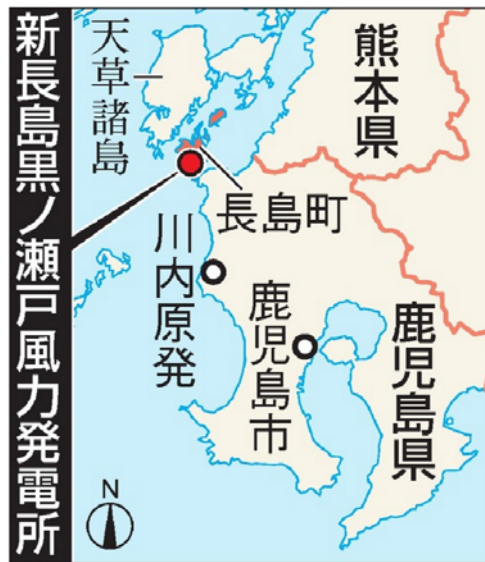 新長島黒ノ瀬戸風力発電所
天草諸島
熊本県
長島町
川内原発
鹿児島市
鹿児島県
N